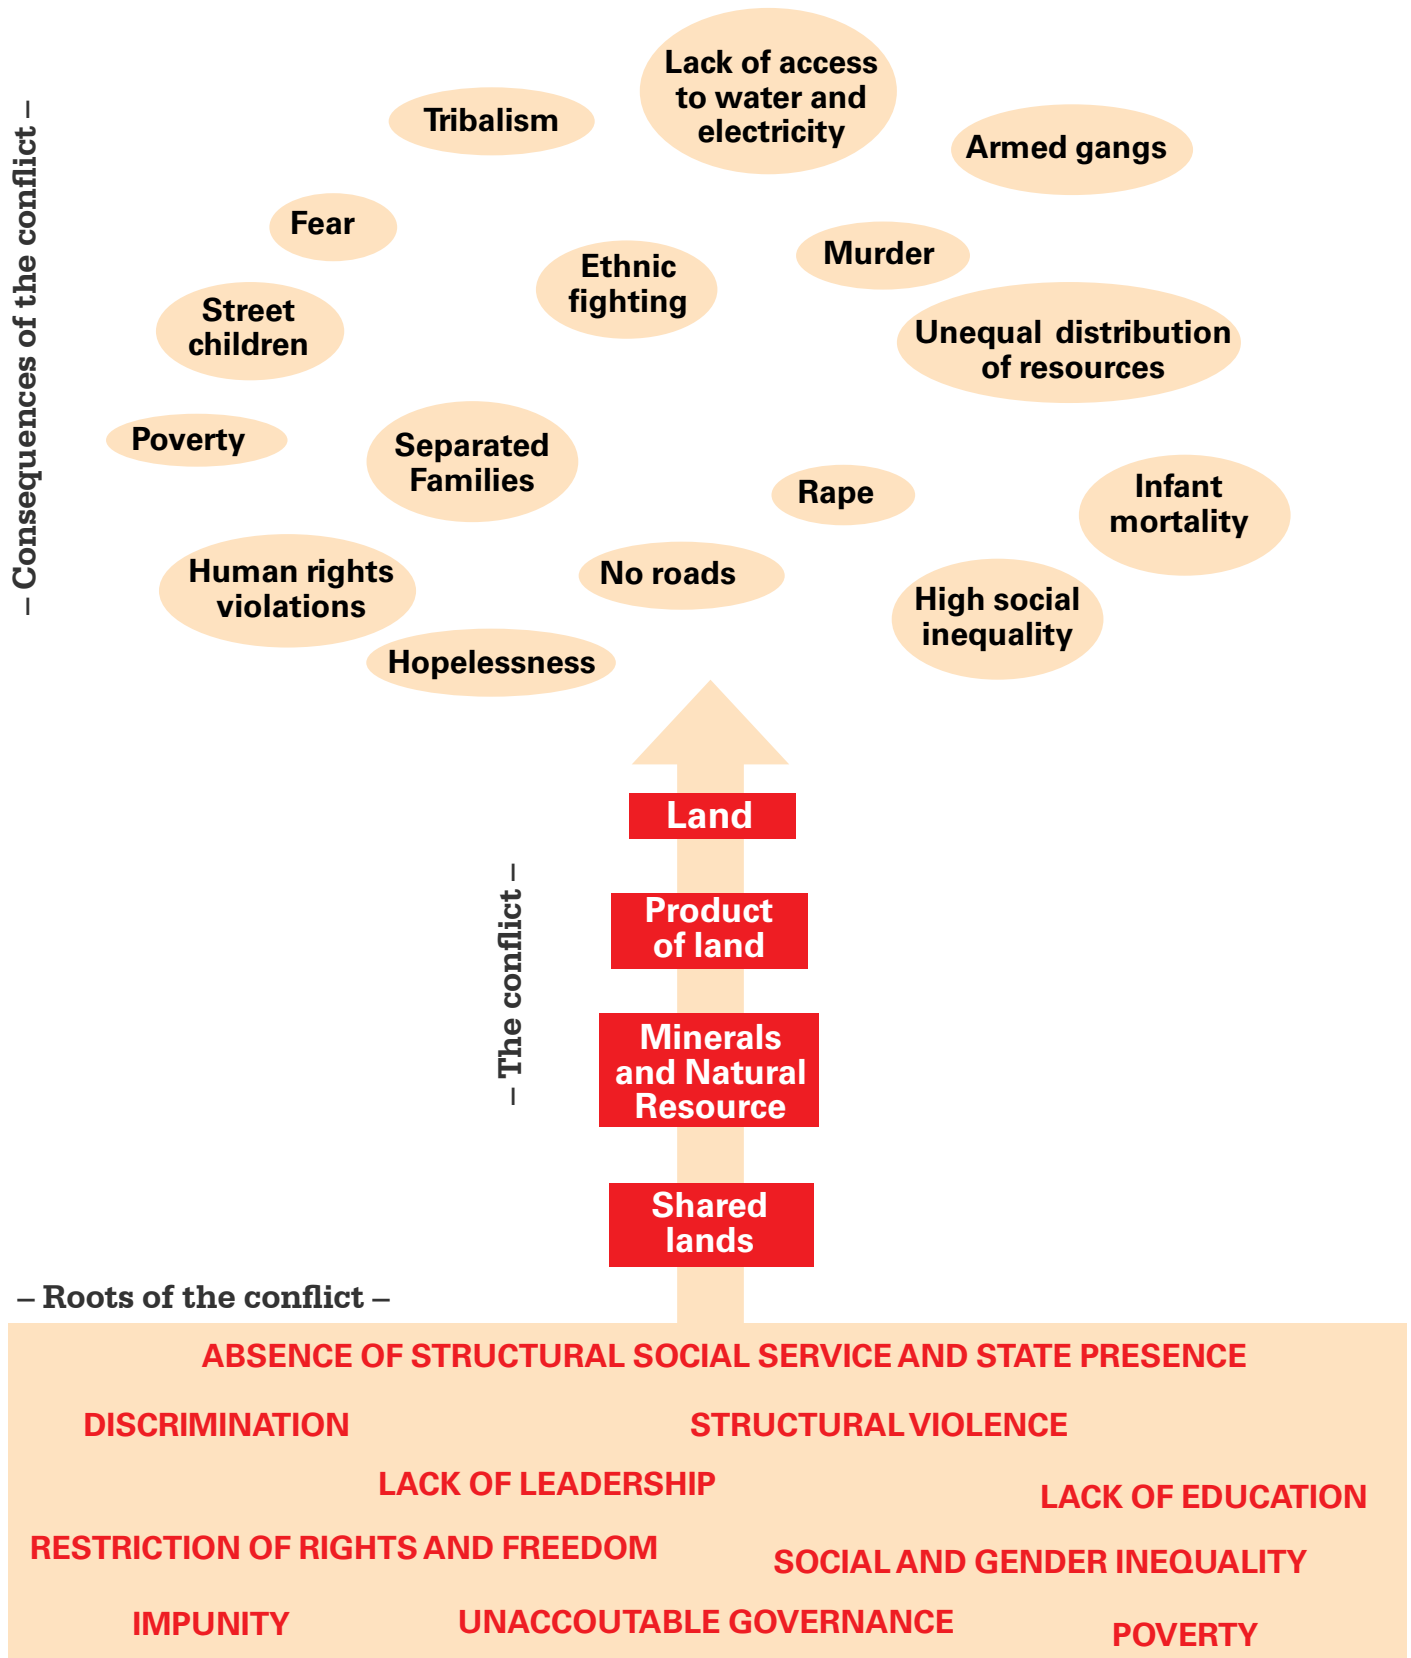 – Consequences of the conflict –
Lack of access
to water and
electricity
Tribalism
Armed gangs
Fear
Murder
Ethnic
fighting
Street
children
Unequal distribution
of resources
Poverty
Separated
Families
Rape
Infant
mortality
Human rights
violations
No roads
High social
inequality
Hopelessness
– The conflict –
Land
Product
of land
Minerals
and Natural
Resource
Shared
lands
– Roots of the conflict –
ABSENCE OF STRUCTURAL SOCIAL SERVICE AND STATE PRESENCE
DISCRIMINATION
STRUCTURAL VIOLENCE
LACK OF LEADERSHIP
LACK OF EDUCATION
RESTRICTION OF RIGHTS AND FREEDOM
SOCIAL AND GENDER INEQUALITY
IMPUNITY
UNACCOUTABLE GOVERNANCE
POVERTY